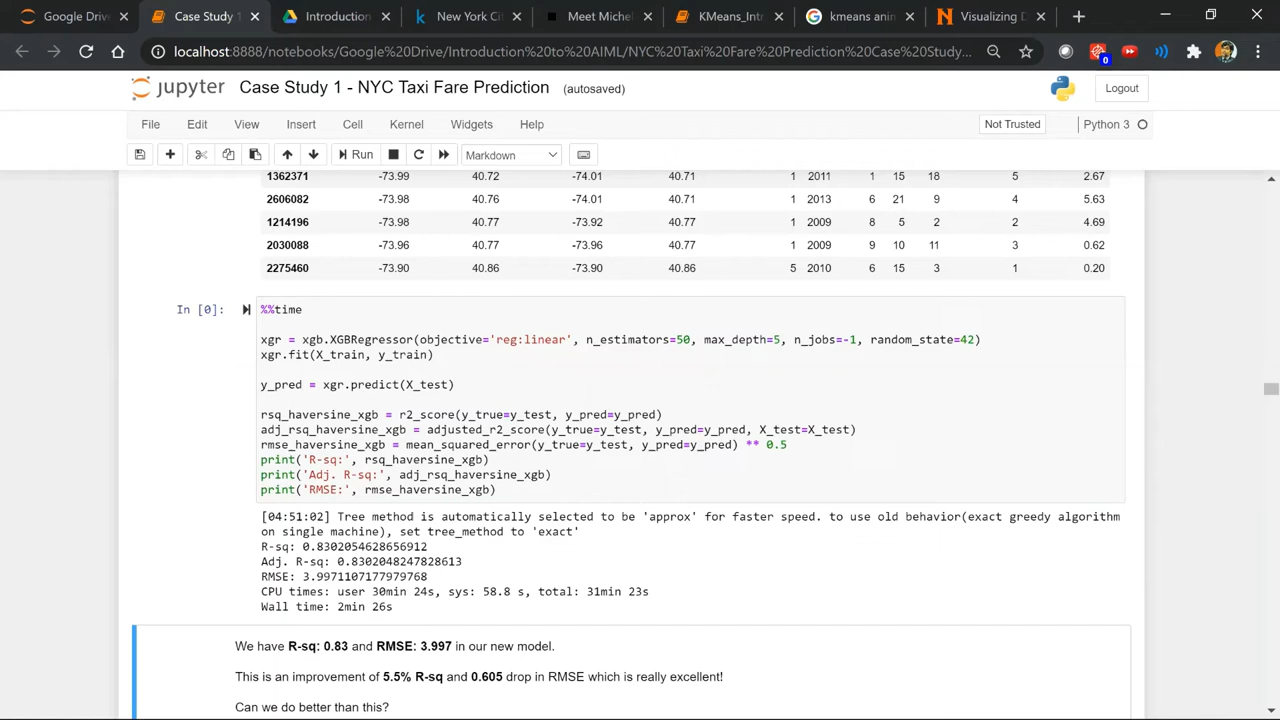 Google Drive
Case Study 1
Introduction
New York Cit
Meet Michel
KMeans_Intr
kmeans anin
Visualizing D
localhost:8888/notebooks/Google%20Drive/Introduction%20to%20AIML/NYC%20Taxi%20Fare%20Prediction%20Case%20Study...
0
jupyter Case Study 1 - NYC Taxi Fare Prediction (autosaved)
Logout
File Edit View Insert Cell Kernel Widgets Help
Not Trusted
Python 3
Run
Markdown
1362371 -73.99 40.72 -74.01 40.71 1 2011 1 15 18 5 2.67
2606082 -73.98 40.76 -74.01 40.71 1 2013 6 21 9 4 5.63
1214196 -73.98 40.77 -73.92 40.77 1 2009 8 5 2 2 4.69
2030088 -73.96 40.77 -73.96 40.77 1 2009 9 10 11 3 0.62
2275460 -73.90 40.86 -73.90 40.86 5 2010 6 15 3 1 0.20
In [0]: %%time
xgr = xgb.XGBRegressor(objective='reg:linear', n_estimators=50, max_depth=5, n_jobs=-1, random_state=42)
xgr.fit(X_train, y_train)
y_pred = xgr.predict(X_test)
rsq_haversine_xgb = r2_score(y_true=y_test, y_pred=y_pred)
adj_rsq_haversine_xgb = adjusted_r2_score(y_true=y_test, y_pred=y_pred, X_test=X_test)
rmse_haversine_xgb = mean_squared_error(y_true=y_test, y_pred=y_pred) ** 0.5
print('R-sq:', rsq_haversine_xgb)
print('Adj. R-sq:', adj_rsq_haversine_xgb)
print('RMSE:', rmse_haversine_xgb)
[04:51:02] Tree method is automatically selected to be 'approx' for faster speed. to use old behavior(exact greedy algorithm
on single machine), set tree_method to 'exact'
R-sq: 0.8302054628656912
Adj. R-sq: 0.8302048247828613
RMSE: 3.9971107177979768
CPU times: user 30min 24s, sys: 58.8 s, total: 31min 23s
Wall time: 2min 26s
We have R-sq: 0.83 and RMSE: 3.997 in our new model.
This is an improvement of 5.5% R-sq and 0.605 drop in RMSE which is really excellent!
Can we do better than this?